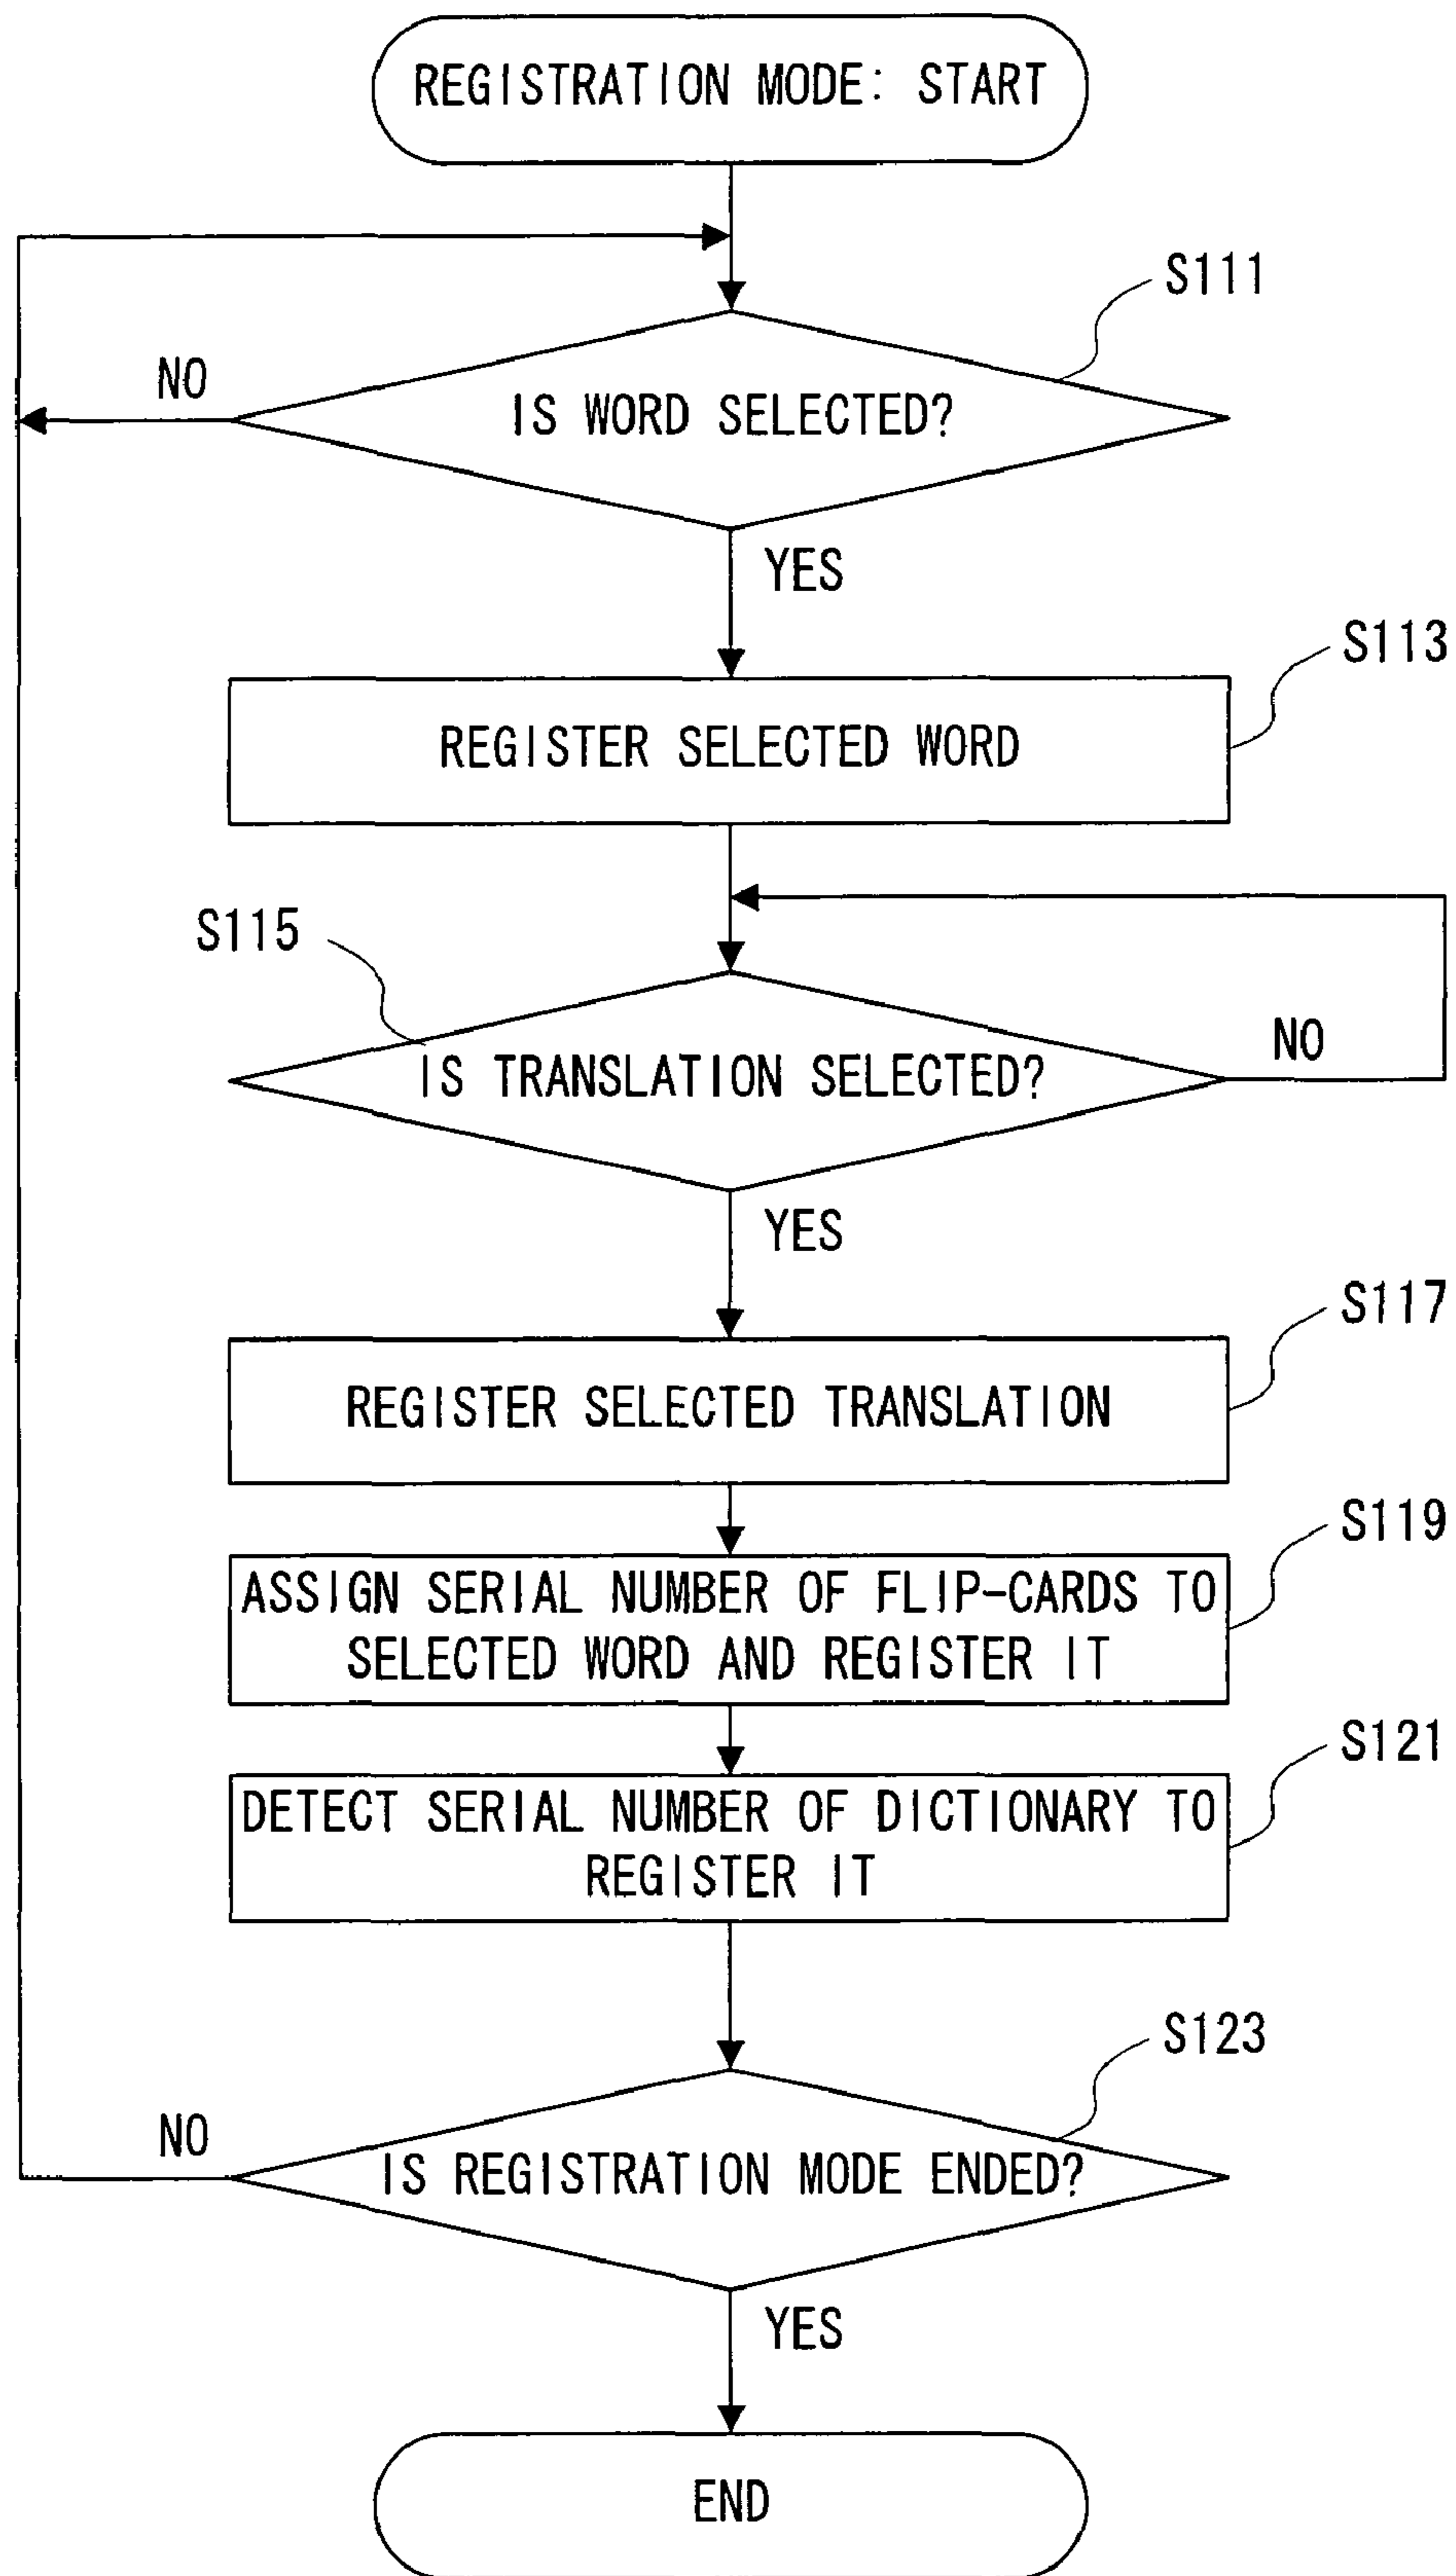 REGISTRATION MODE: START
S111
NO
IS WORD SELECTED?
YES
S113
REGISTER SELECTED WORD
S115
IS TRANSLATION SELECTED?
NO
YES
S117
REGISTER SELECTED TRANSLATION
S119
ASSIGN SERIAL NUMBER OF FLIP-CARDS TO
SELECTED WORD AND REGISTER IT
S121
DETECT SERIAL NUMBER OF DICTIONARY TO
REGISTER IT
S123
NO
IS REGISTRATION MODE ENDED?
YES
END